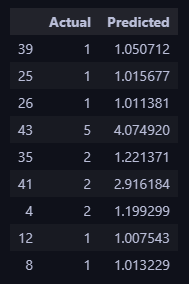 Actual Predicted
39 1 1.050712
25 1 1.015677
26 1 1.011381
43 5 4.074920
35 2 1.221371
41 2 2.916184
4 2 1.199299
12 1 1.007543
8 1 1.013229